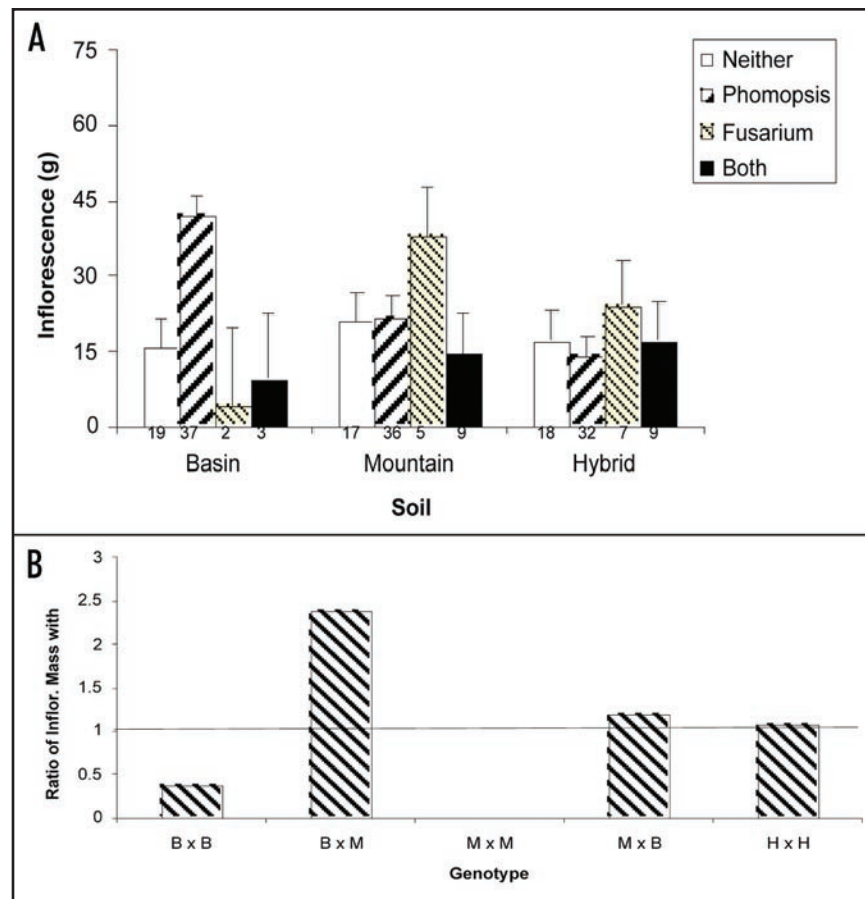 A
75
60
45
30
15
0
Inflorescence (g)
Neither
Phomopsis
Fusarium
Both
19 37 2 3 17 36 5 9 18 32 7 9
Basin Mountain Hybrid
Soil
B
3
2.5
2
1.5
1
0.5
0
Ratio of Inflor. Mass with
B x B B x M M x M M x B H x H
Genotype